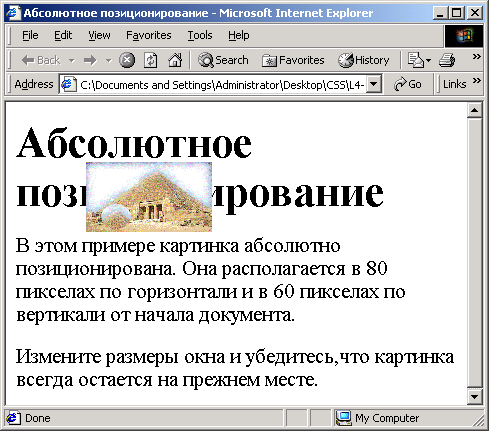 Абсолютное позиционирование - Microsoft Internet Explorer
File Edit View Favorites Tools Help
Back Search Favorites History
Address C:\Documents and Settings\Administrator\Desktop\CSS\L4- Go Links
Абсолютное
В этом примере картинка абсолютно
позиционирована. Она располагается в 80
пикселах по горизонтали и в 60 пикселах по
вертикали от начала документа.
Измените размеры окна и убедитесь,что картинка
всегда остается на прежнем месте.
Done My Computer